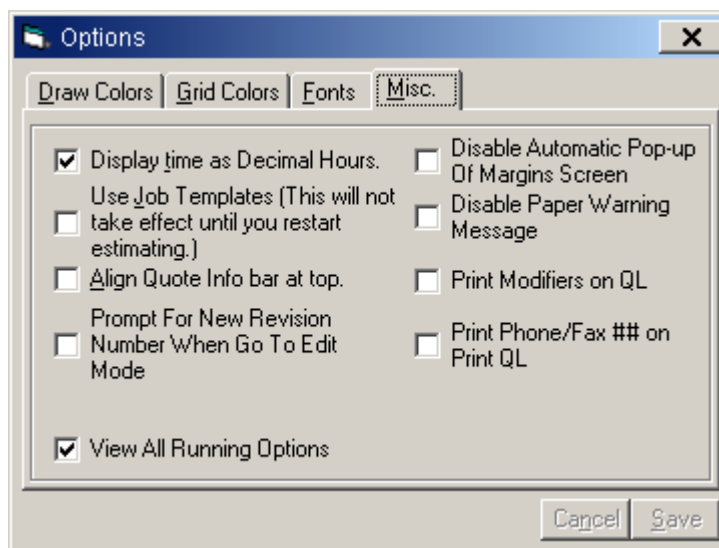 Options
Draw Colors
Grid Colors
Fonts
Misc.
Display time as Decimal Hours.
Use Job Templates (This will not
take effect until you restart
estimating.)
Align Quote Info bar at top.
Prompt For New Revision
Number When Go To Edit
Mode
View All Running Options
Disable Automatic Pop-up
Of Margins Screen
Disable Paper Warning
Message
Print Modifiers on QL
Print Phone/Fax ## on
Print QL
Cancel
Save